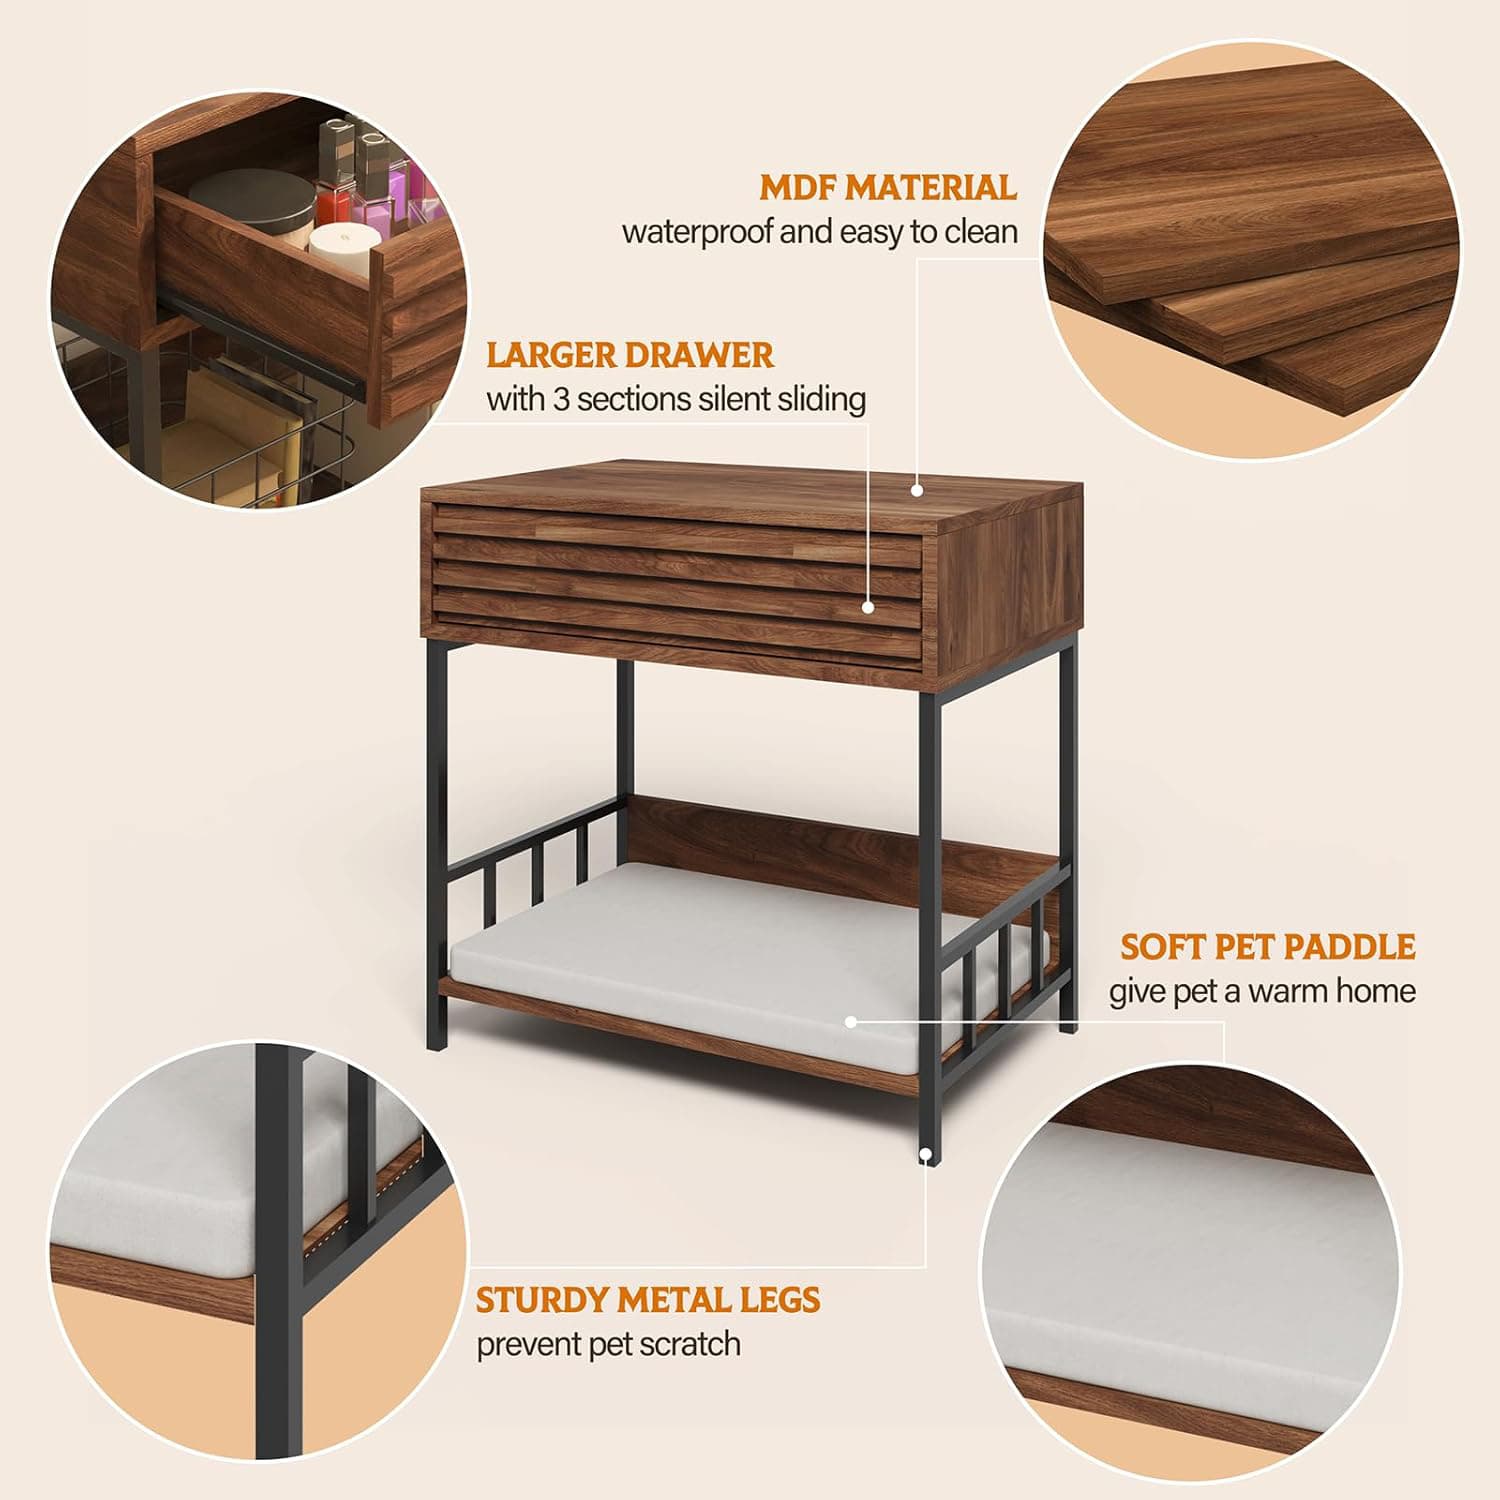 MDF MATERIAL
waterproof and easy to clean
LARGER DRAWER
with 3 sections silent sliding
SOFT PET PADDLE
give pet a warm home
STURDY METAL LEGS
prevent pet scratch